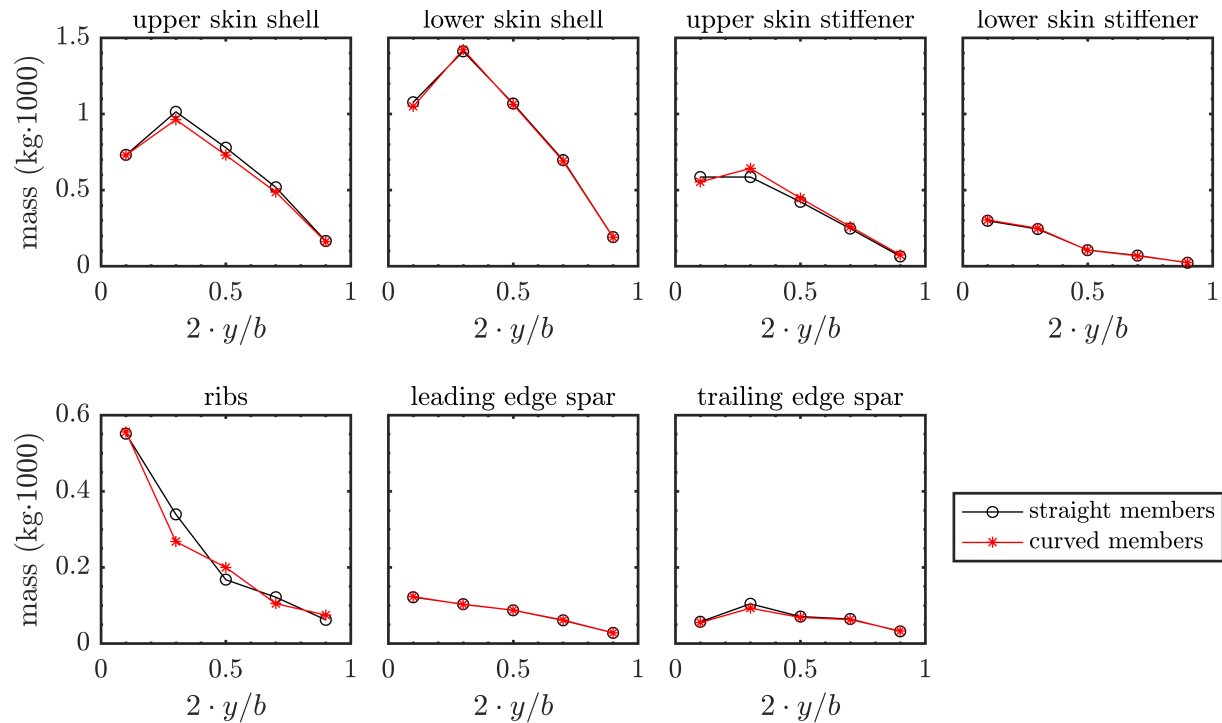 upper skin shell
lower skin shell
upper skin stiffener
lower skin stiffener
mass (kg·1000)
1.5
1
0.5
0
0 0.5 1
0 0.5 1
0 0.5 1
0 0.5 1
2 · y/b
2 · y/b
2 · y/b
2 · y/b
ribs
leading edge spar
trailing edge spar
mass (kg·1000)
0.6
0.4
0.2
0
0 0.5 1
0 0.5 1
0 0.5 1
2 · y/b
2 · y/b
2 · y/b
straight members
curved members